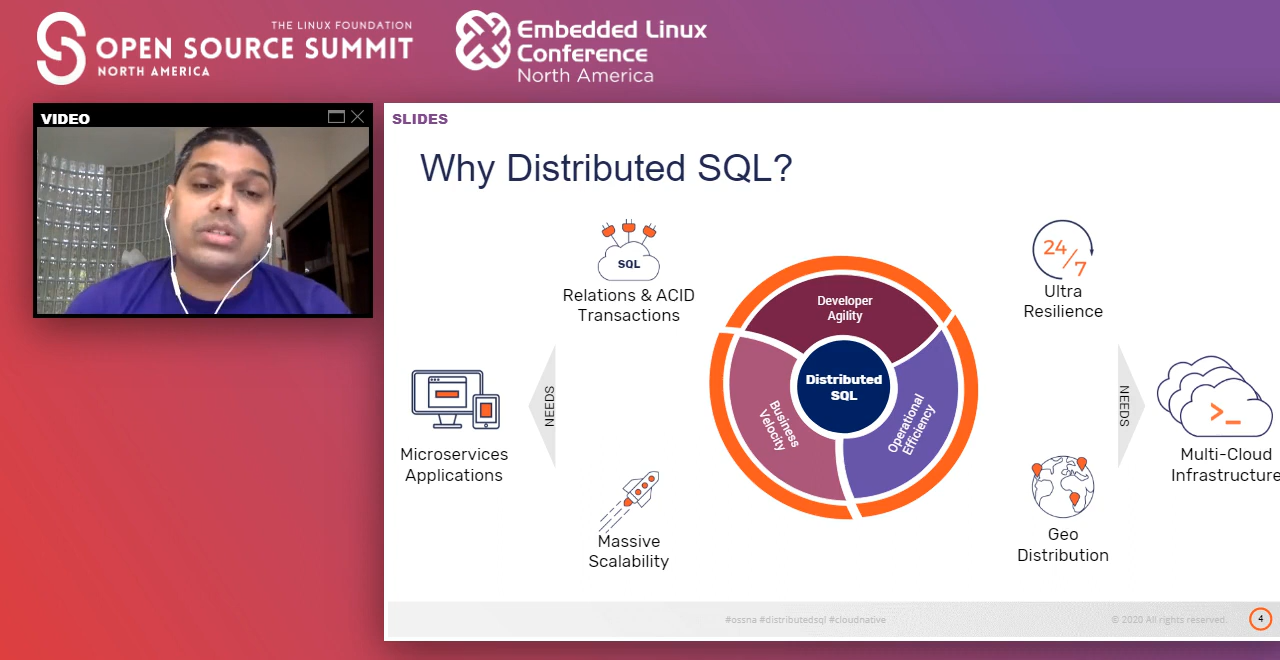 THE LINUX FOUNDATION
OPEN SOURCE SUMMIT
NORTH AMERICA
Embedded Linux
Conference
North America
VIDEO
SLIDES
Why Distributed SQL?
SQL
Relations & ACID
Transactions
24/7
Ultra
Resilience
Developer
Agility
Distributed
SQL
Business
Velocity
Operational
Efficiency
NEEDS
NEEDS
Microservices
Applications
>_
Multi-Cloud
Infrastructure
Massive
Scalability
Geo
Distribution
#ossna #distributedsql #cloudnative
© 2020 All rights reserved.
4